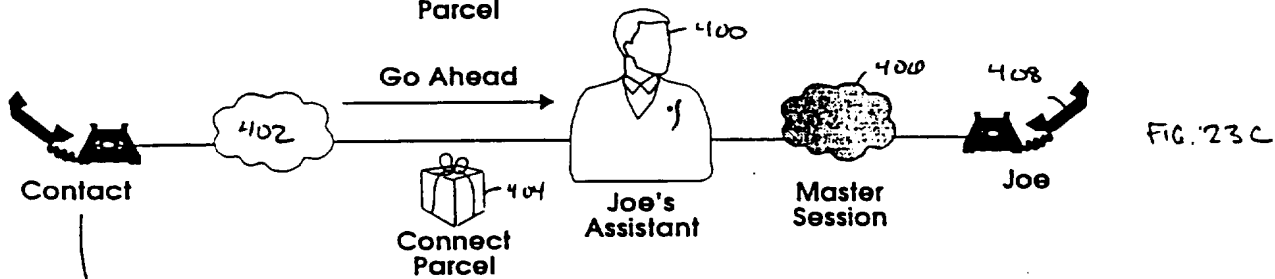 Parcel
400
Go Ahead
406
408
402
FIG. 23C
Contact
404
Joe's
Assistant
Master
Session
Joe
Connect
Parcel